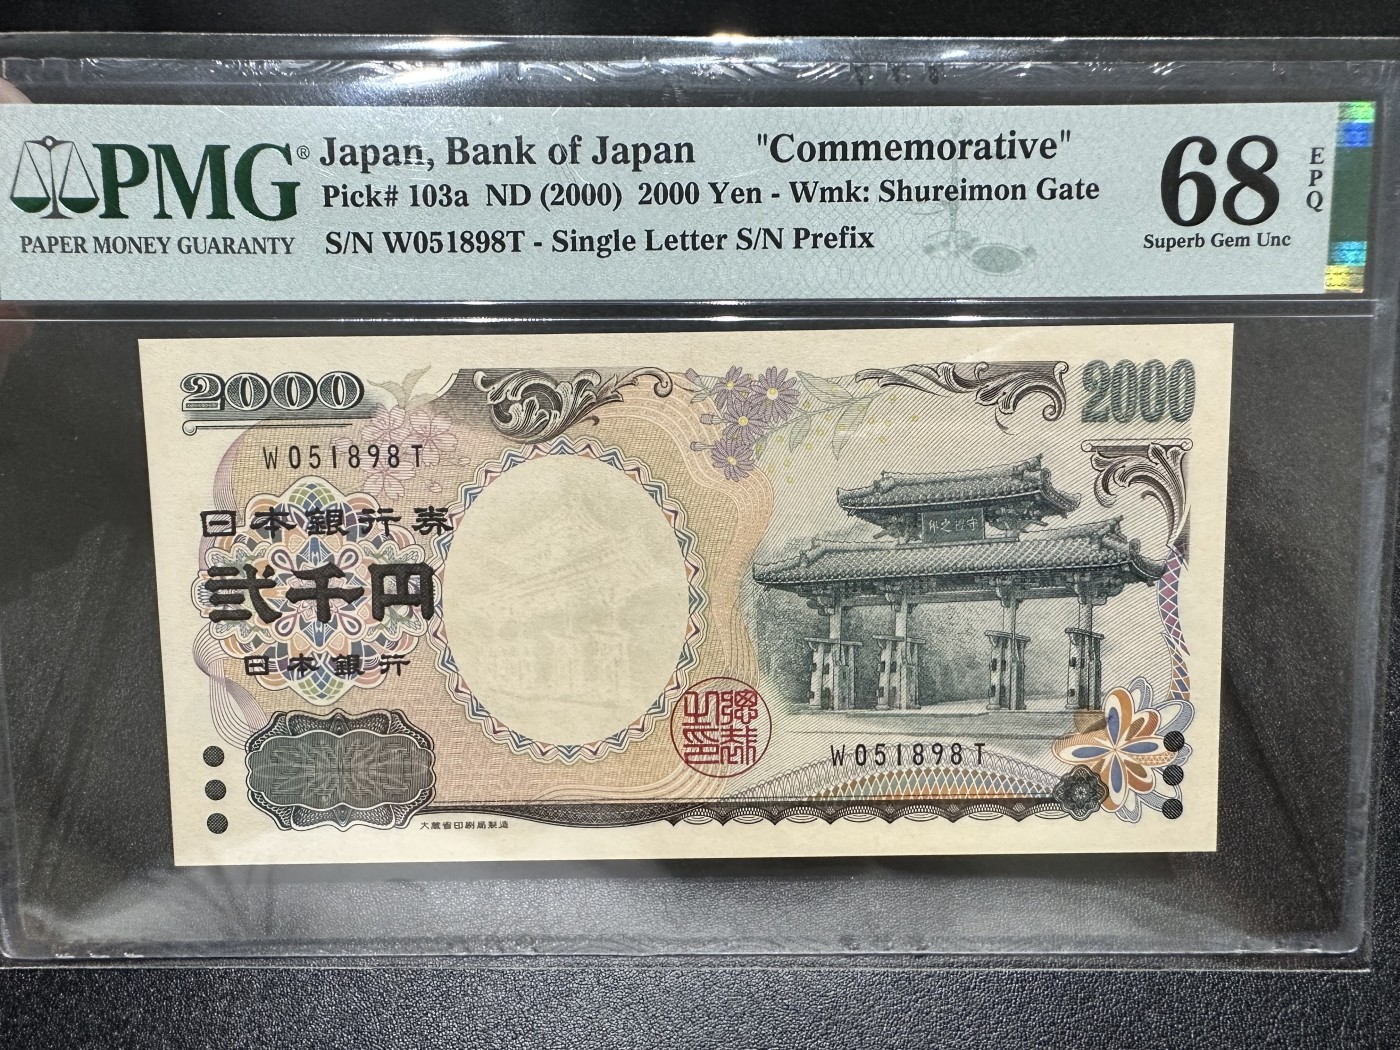 PMG® Japan, Bank of Japan "Commemorative" 68 EPQ
Pick# 103a ND (2000) 2000 Yen - Wmk: Shureimon Gate
PAPER MONEY GUARANTY S/N W051898T - Single Letter S/N Prefix Superb Gem Unc
2000 2000
W051898T
日本銀行券
守禮之邦
弐千円
日本銀行
W051898T
大蔵省印刷局製造